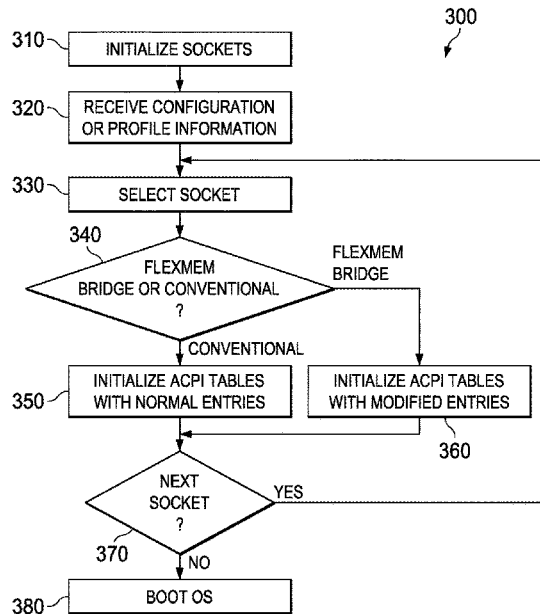 300
310
INITIALIZE SOCKETS
320
RECEIVE CONFIGURATION
OR PROFILE INFORMATION
330
SELECT SOCKET
340
FLEXMEM
BRIDGE OR CONVENTIONAL
?
FLEXMEM
BRIDGE
CONVENTIONAL
350
INITIALIZE ACPI TABLES
WITH NORMAL ENTRIES
INITIALIZE ACPI TABLES
WITH MODIFIED ENTRIES
360
NEXT
SOCKET
?
YES
370
NO
380
BOOT OS